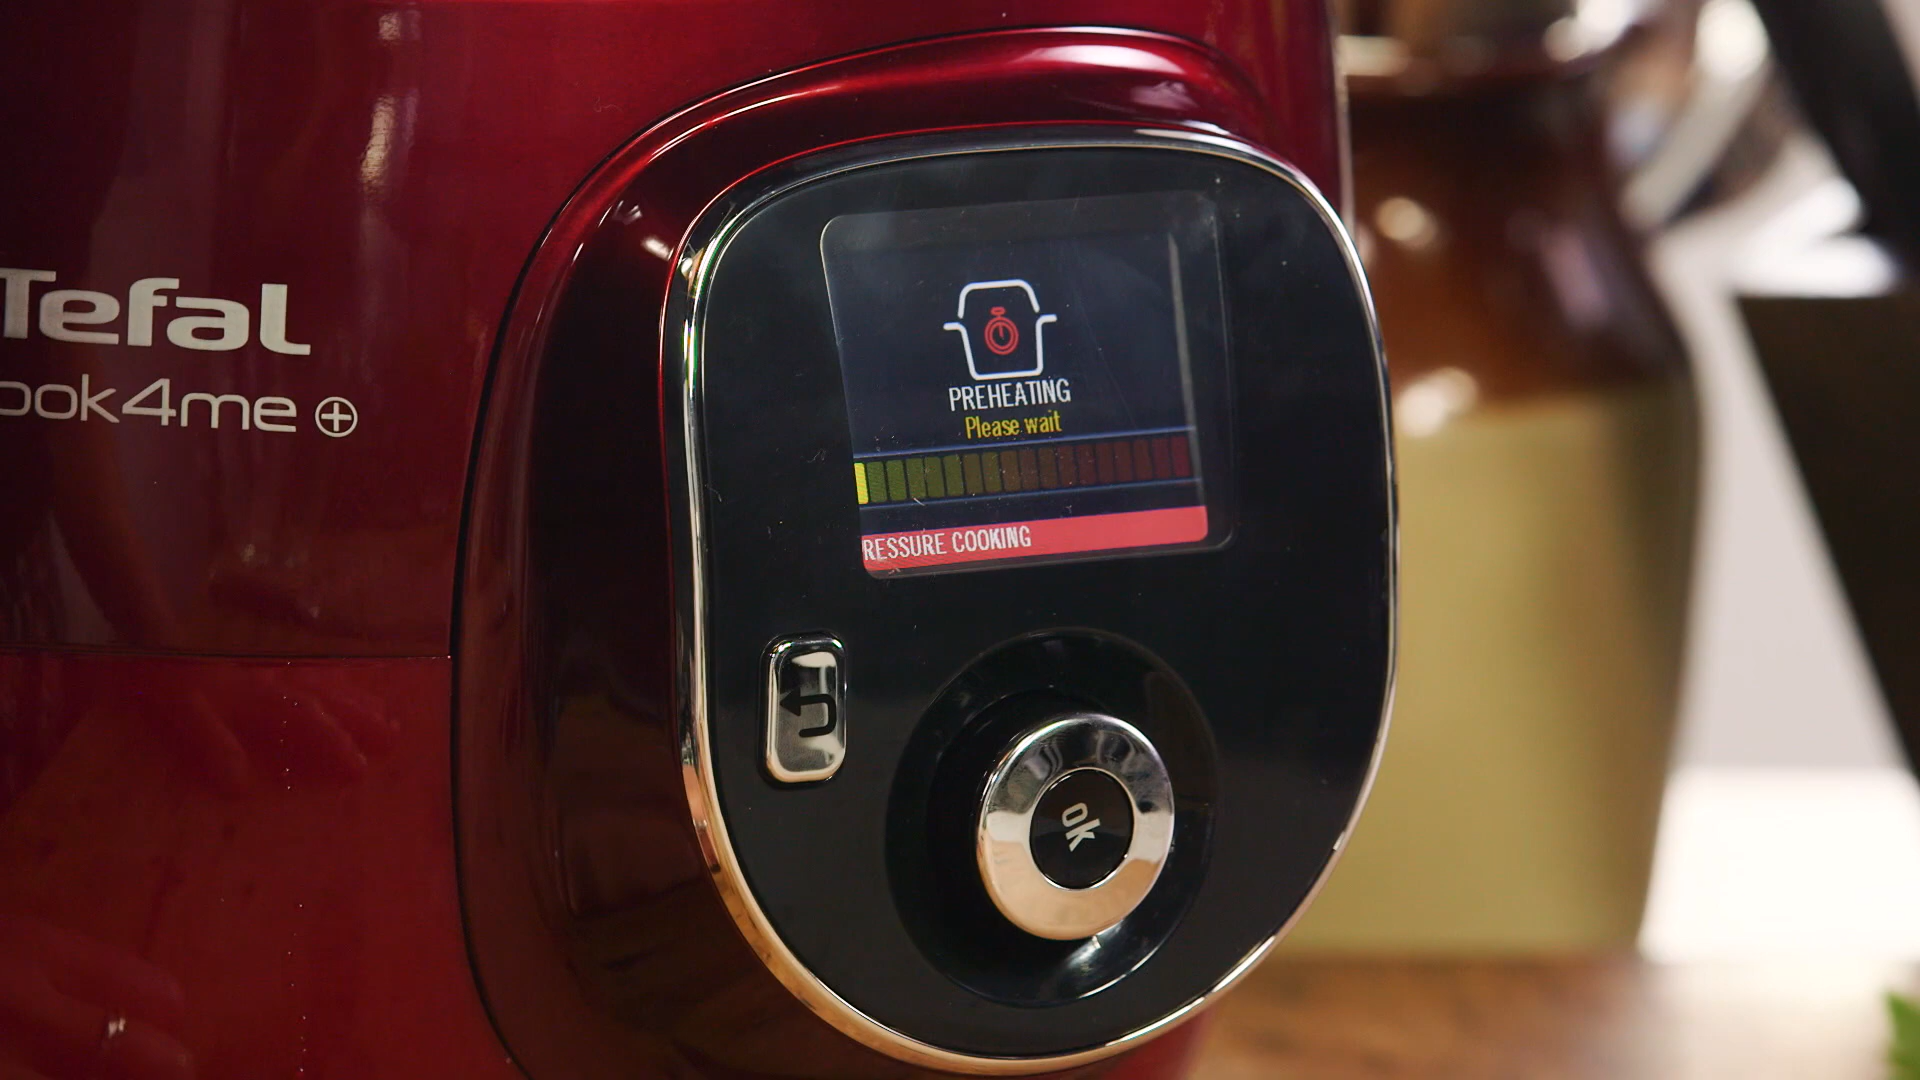 Tefal
ook4me+
PREHEATING
Please wait
RESSURE COOKING
ok